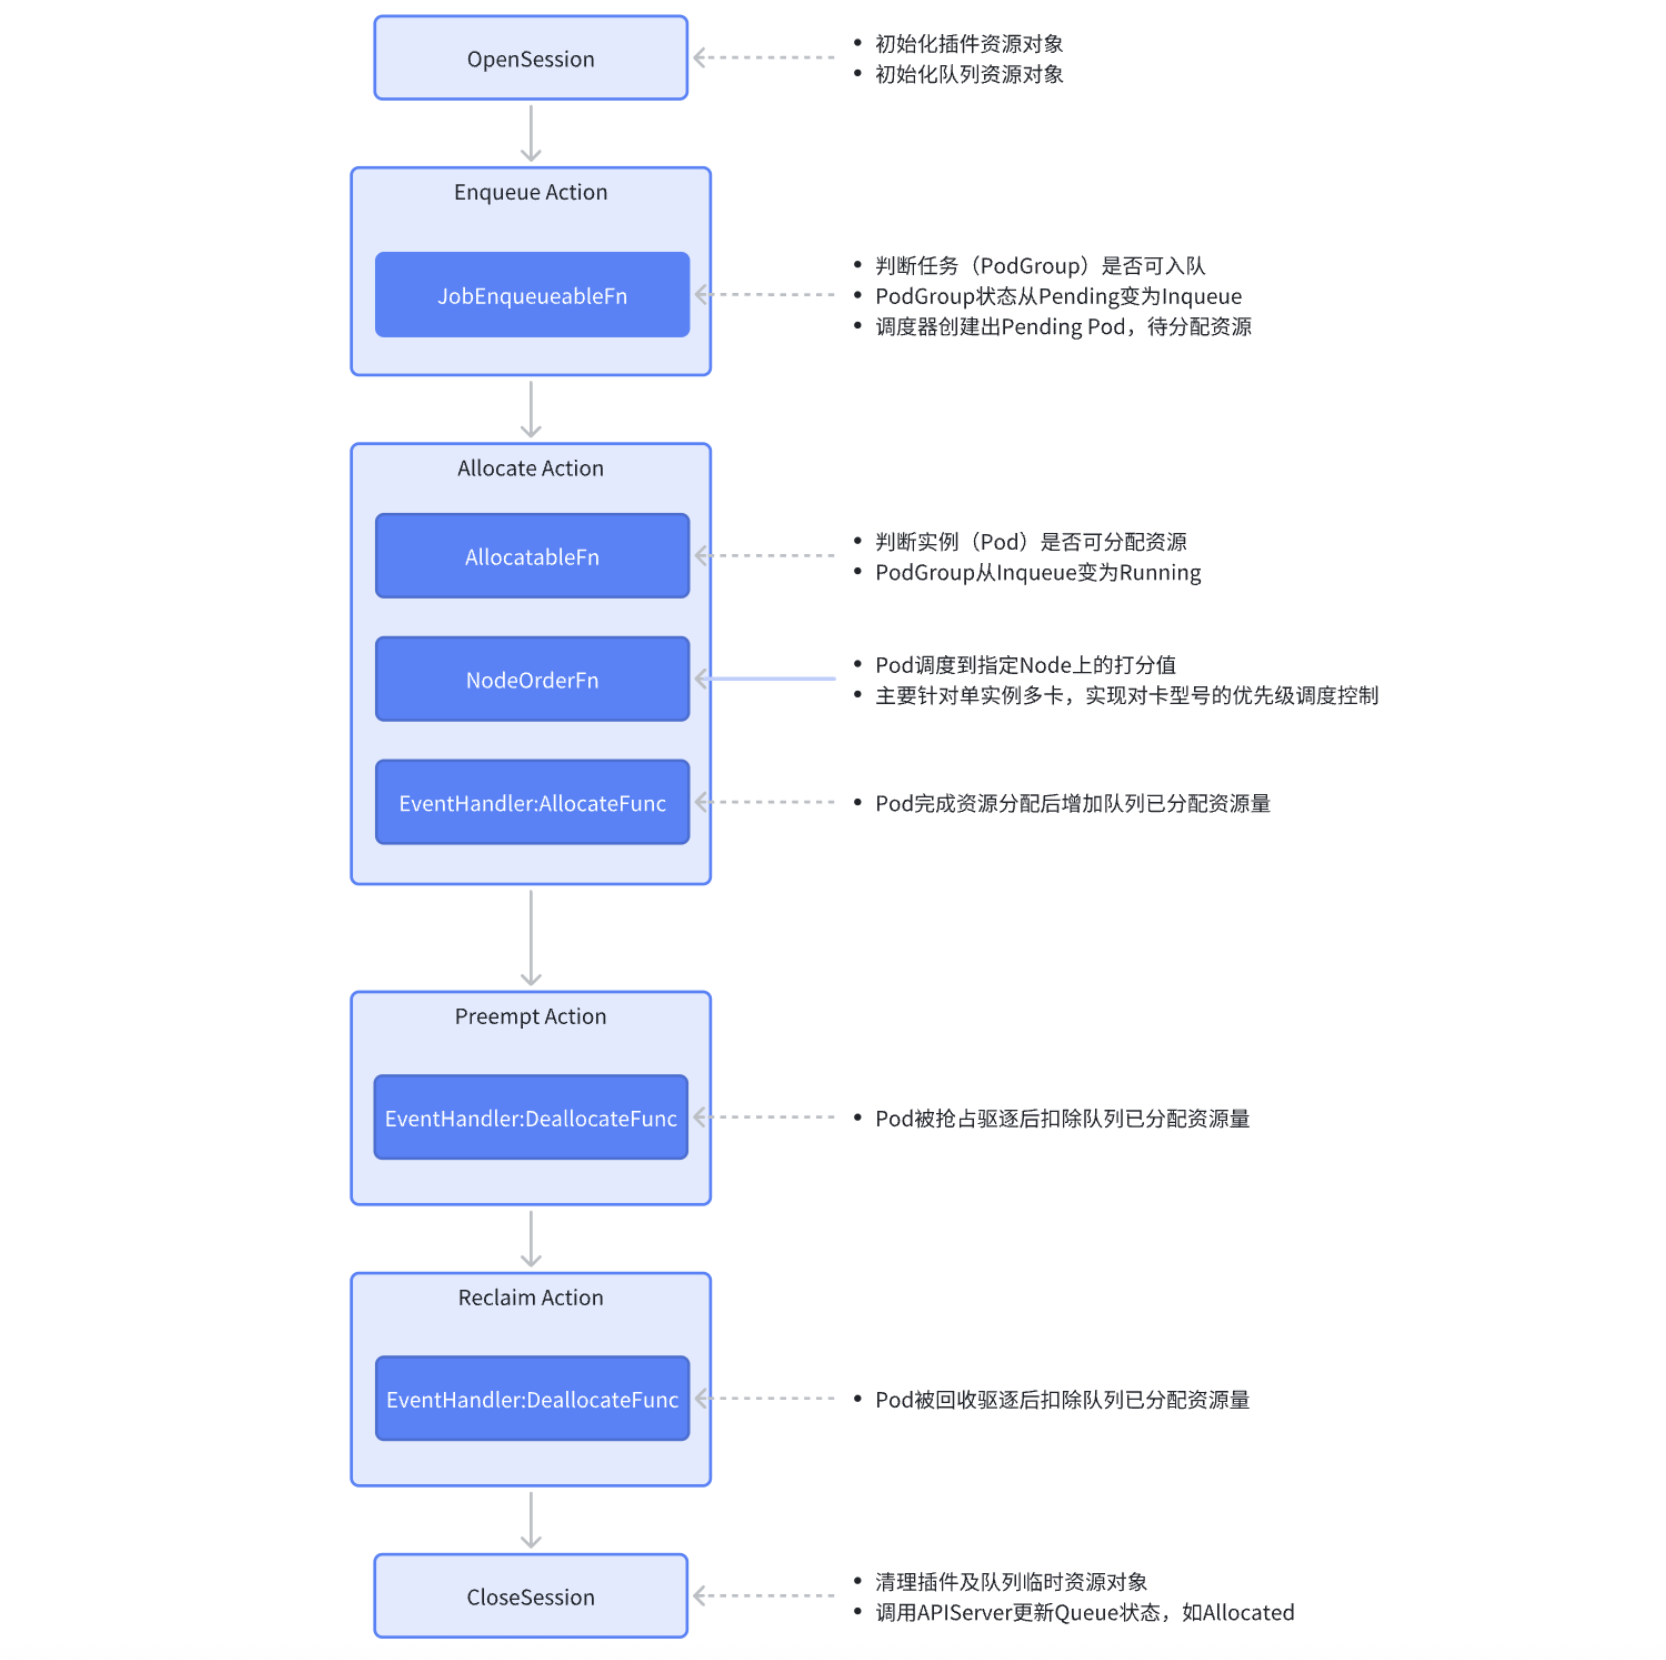 OpenSession
• 初始化插件资源对象
• 初始化队列资源对象
Enqueue Action
JobEnqueueableFn
• 判断任务（PodGroup）是否可入队
• PodGroup状态从Pending变为Inqueue
• 调度器创建出Pending Pod，待分配资源
Allocate Action
AllocatableFn
• 判断实例（Pod）是否可分配资源
• PodGroup从Inqueue变为Running
NodeOrderFn
• Pod调度到指定Node上的打分值
• 主要针对单实例多卡，实现对卡型号的优先级调度控制
EventHandler:AllocateFunc
• Pod完成资源分配后增加队列已分配资源量
Preempt Action
EventHandler:DeallocateFunc
• Pod被抢占驱逐后扣除队列已分配资源量
Reclaim Action
EventHandler:DeallocateFunc
• Pod被回收驱逐后扣除队列已分配资源量
CloseSession
• 清理插件及队列临时资源对象
• 调用APIServer更新Queue状态，如Allocated